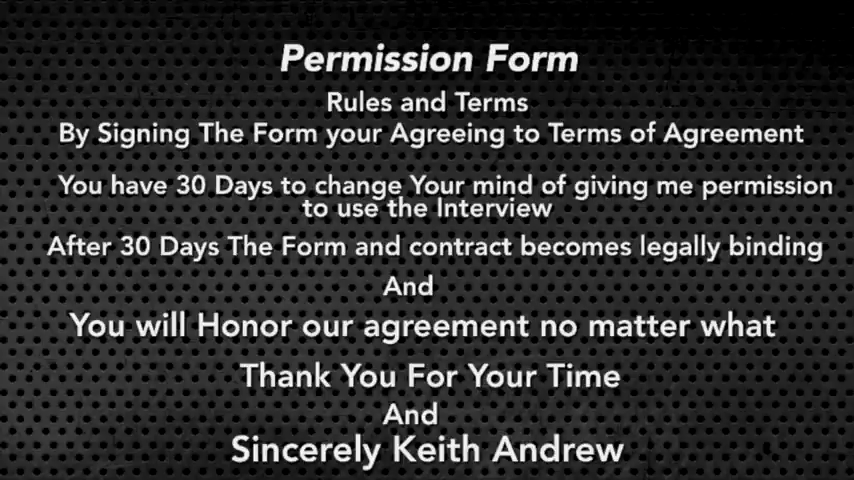 Permission Form
Rules and Terms
By Signing The Form your Agreeing to Terms of Agreement
You have 30 Days to change Your mind of giving me permission
to use the Interview
After 30 Days The Form and contract becomes legally binding
And
You will Honor our agreement no matter what
Thank You For Your Time
And
Sincerely Keith Andrew